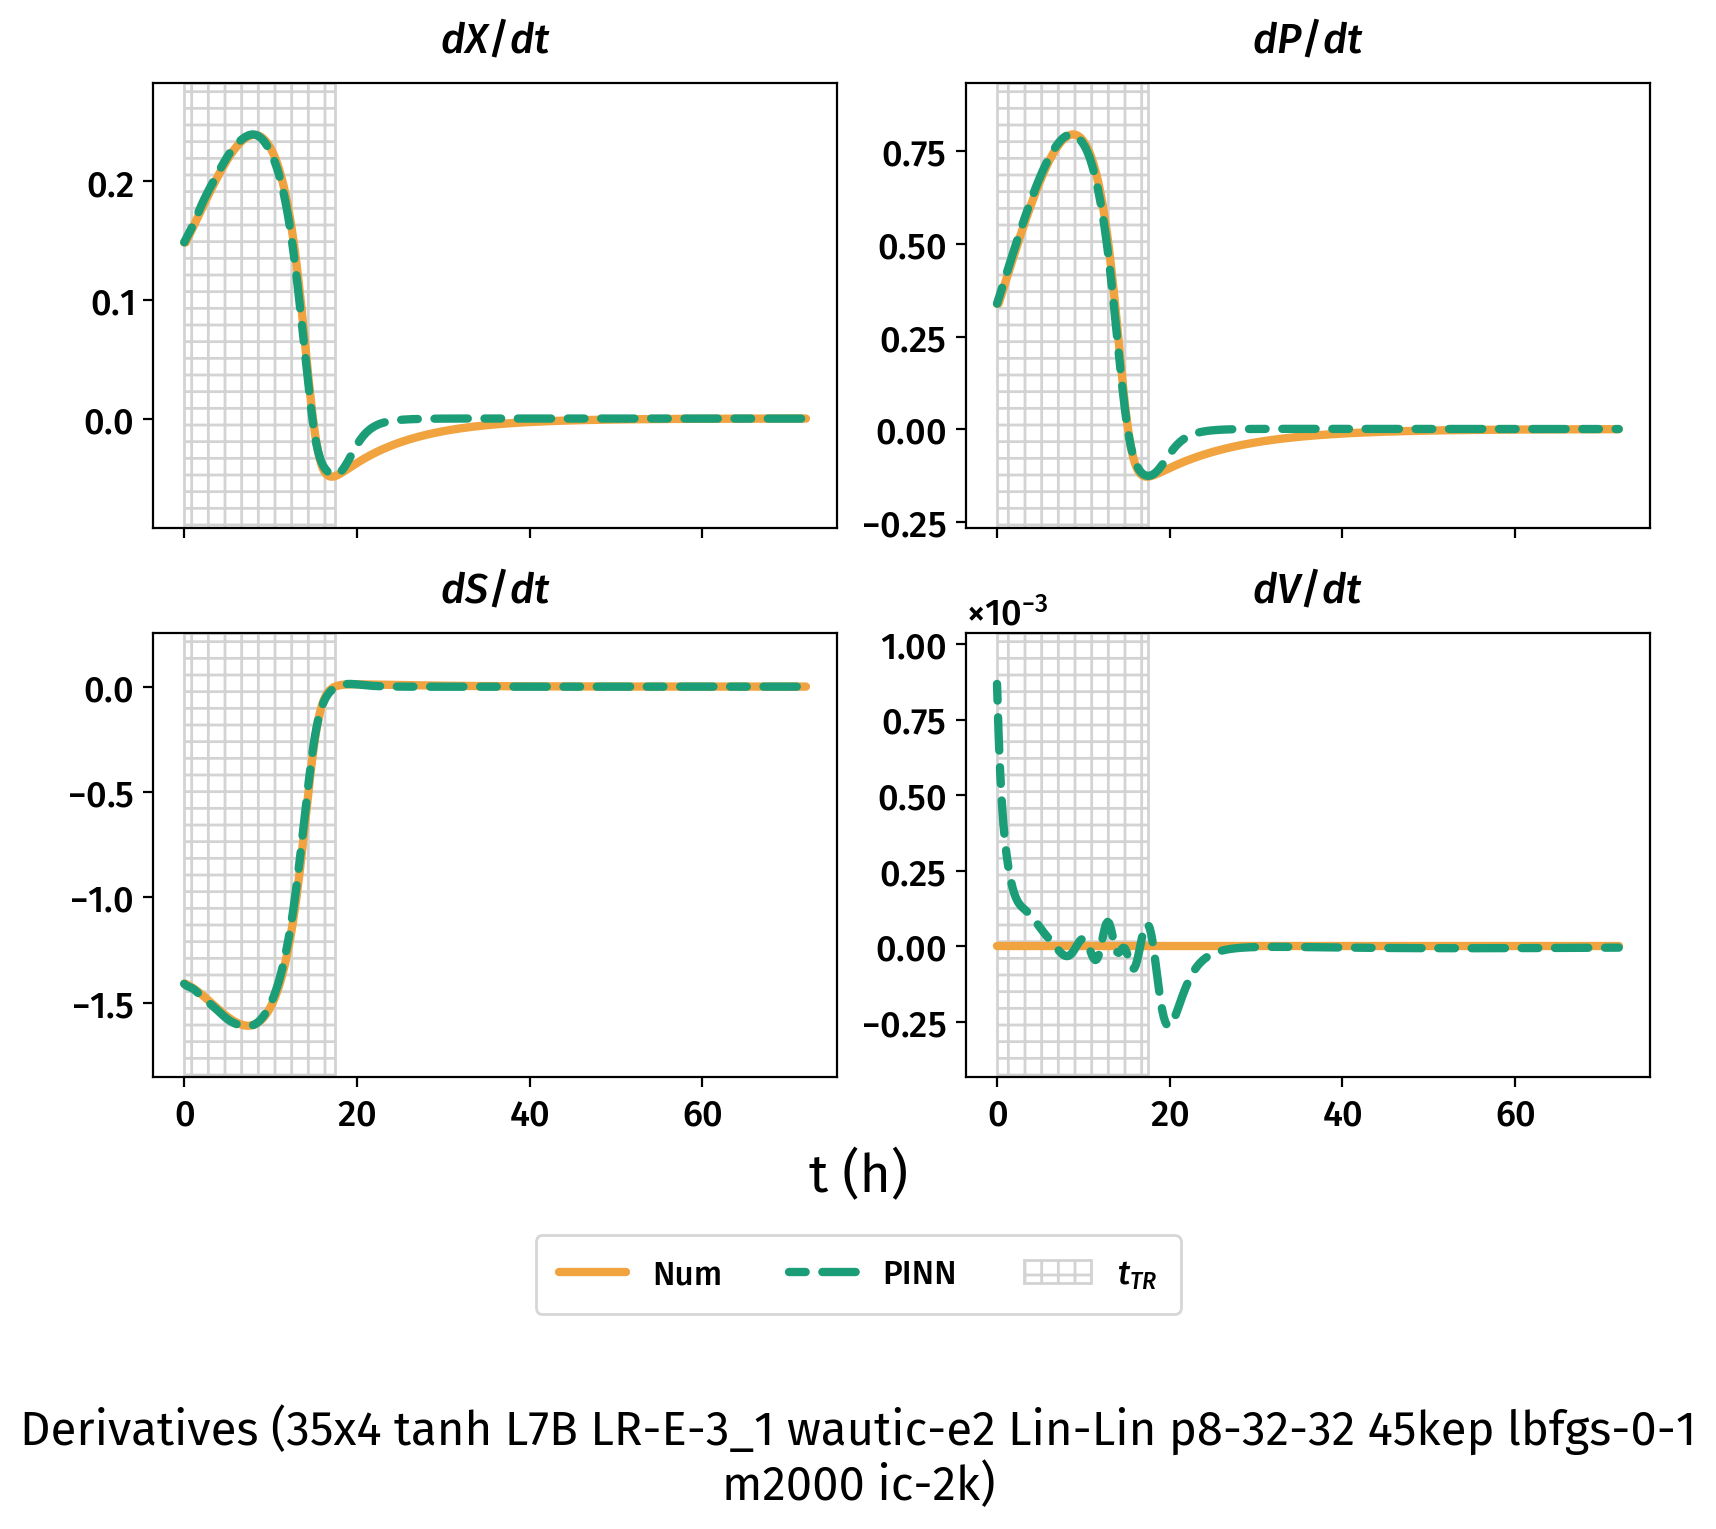 dX/dt
dP/dt
0.2
0.1
0.0
0.75
0.50
0.25
0.00
−0.25
dS/dt
dV/dt
×10⁻³
0.0
−0.5
−1.0
−1.5
1.00
0.75
0.50
0.25
0.00
−0.25
0 20 40 60
0 20 40 60
t (h)
Num PINN t_TR
Derivatives (35x4 tanh L7B LR-E-3_1 wautic-e2 Lin-Lin p8-32-32 45kep lbfgs-0-1
m2000 ic-2k)